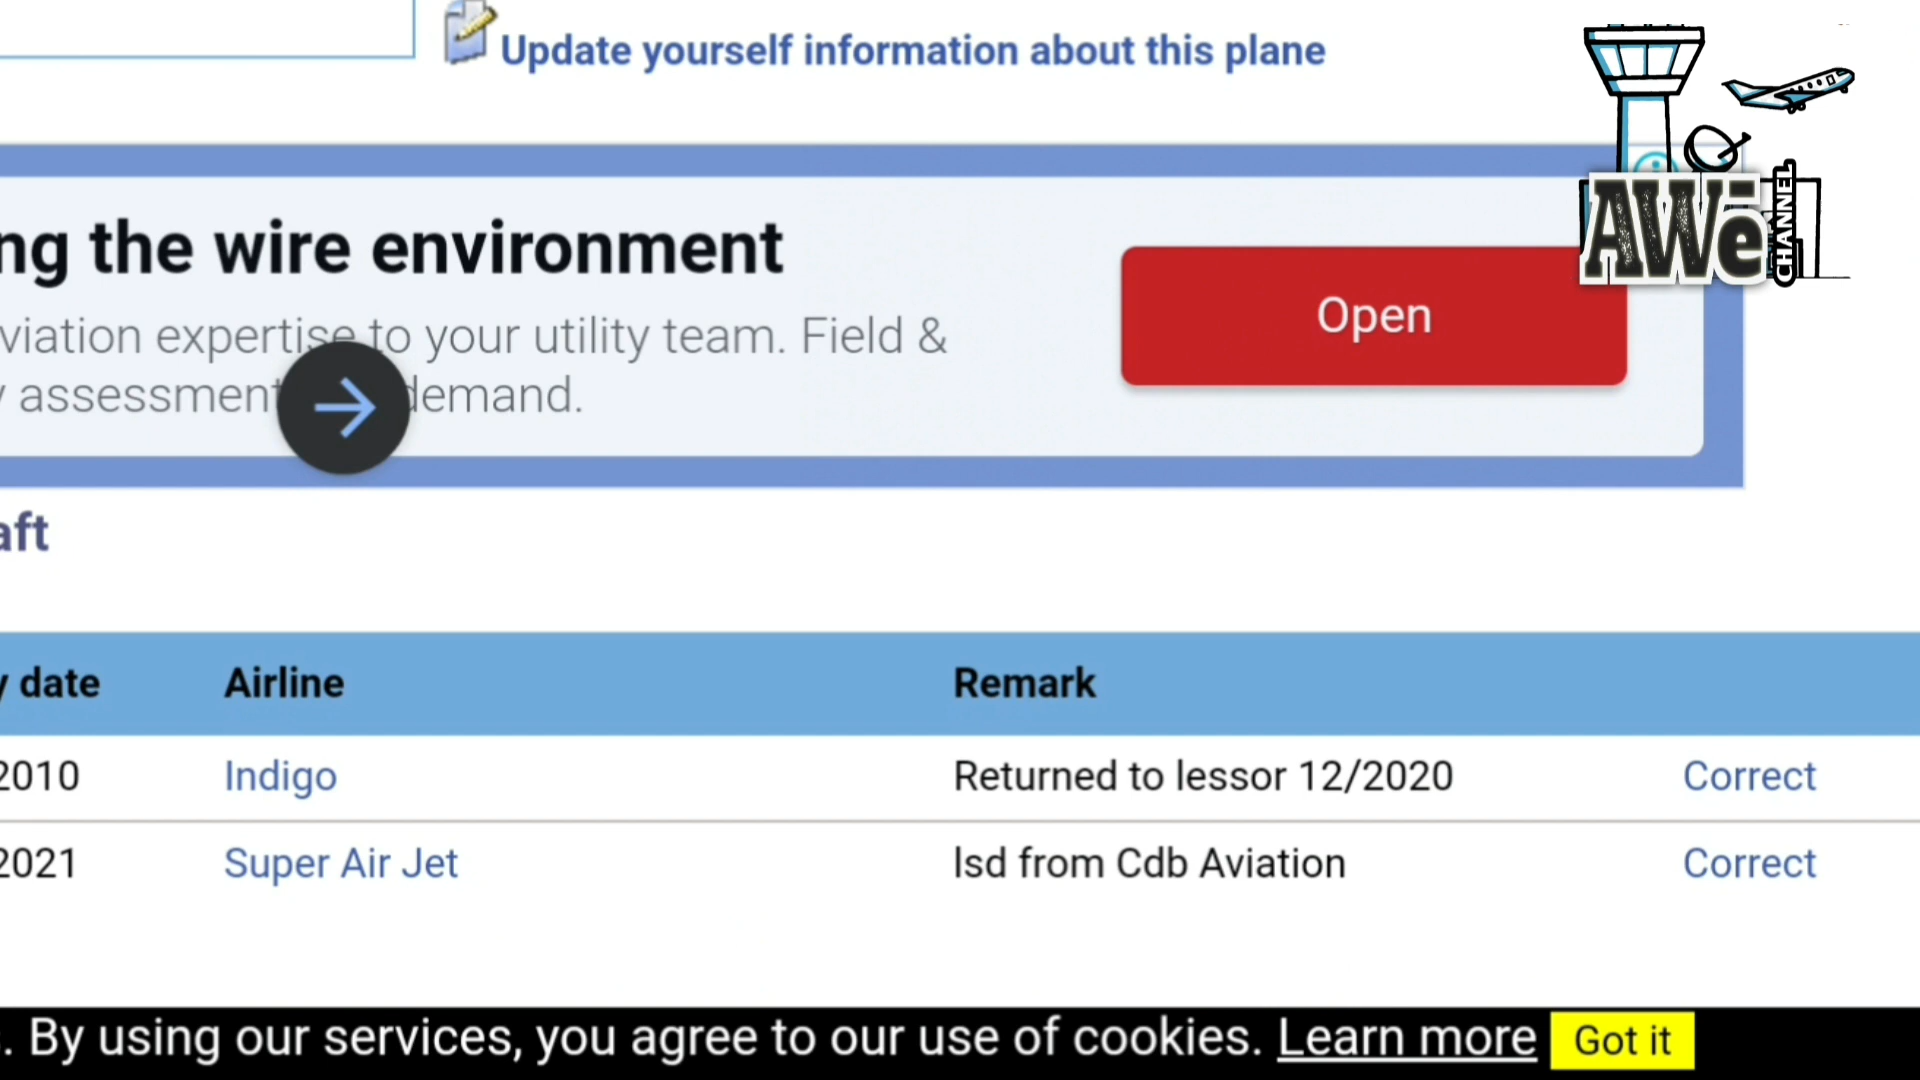 Update yourself information about this plane
AWē
CHANNEL
ng the wire environment
viation expertise to your utility team. Field &
assessment demand.
Open
aft
date Airline Remark
2010 Indigo Returned to lessor 12/2020 Correct
2021 Super Air Jet lsd from Cdb Aviation Correct
. By using our services, you agree to our use of cookies. Learn more Got it